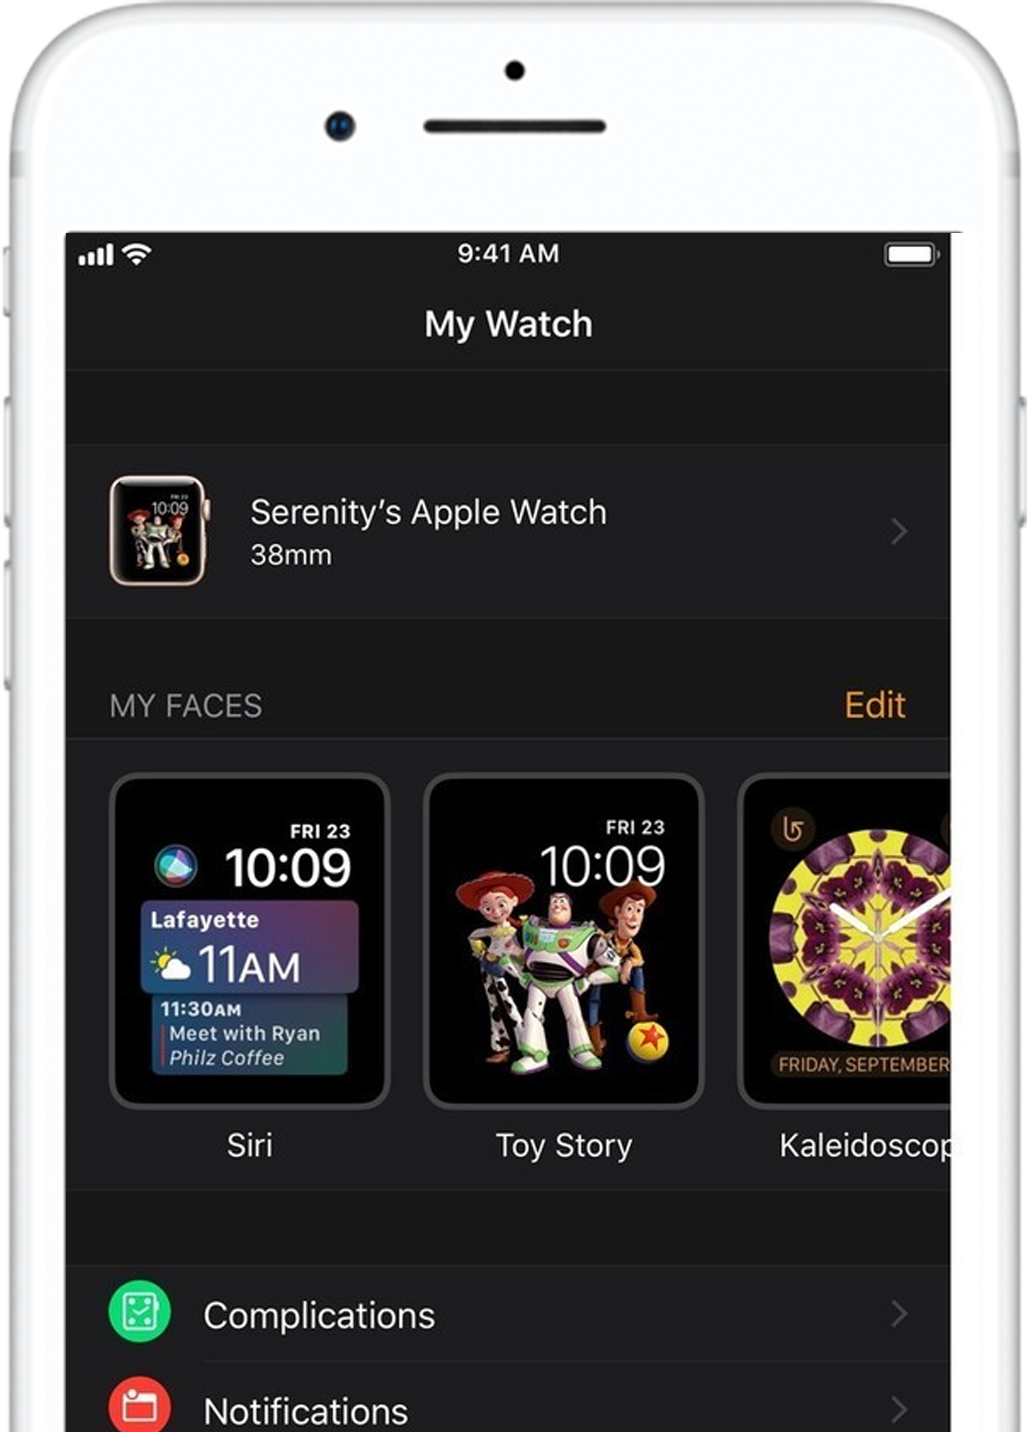 9:41 AM
My Watch
FRI 23
10:09
Serenity's Apple Watch
38mm
MY FACES
Edit
FRI 23
10:09
Lafayette
11AM
11:30AM
Meet with Ryan
Philz Coffee
Siri
FRI 23
10:09
Toy Story
FRIDAY, SEPTEMBER
Kaleidoscop
Complications
Notifications